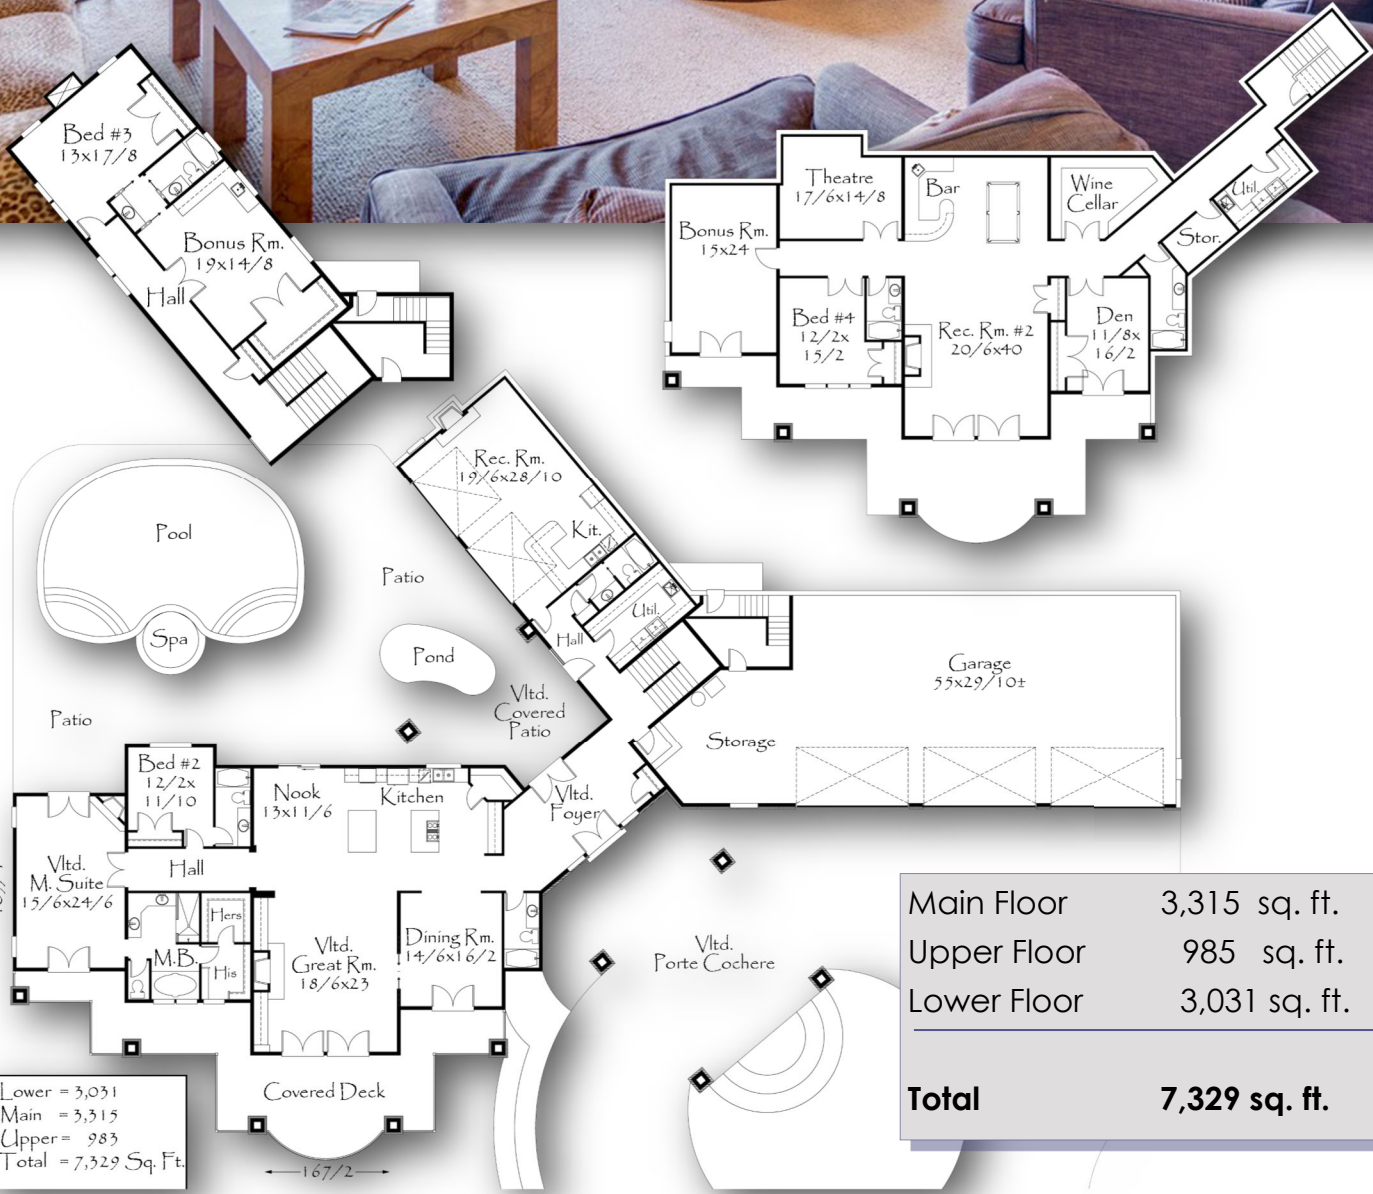 Bed #3
13x17/8
Bonus Rm.
19x14/8
Hall
Theatre
17/6x14/8
Bar
Wine
Cellar
Util.
Stor.
Bonus Rm.
15x24
Bed #4
12/2x
15/2
Rec. Rm. #2
20/6x40
Den
11/8x
16/2
Rec. Rm.
19/6x28/10
Kit.
Util.
Hall
Pool
Spa
Patio
Pond
Patio
Vltd.
Covered
Patio
Garage
55x29/10±
Storage
Bed #2
12/2x
11/10
Nook
13x11/6
Kitchen
Vltd.
Foyer
Hall
Vltd.
M. Suite
15/6x24/6
Hers
M.B.
His
Vltd.
Great Rm.
18/6x23
Dining Rm.
14/6x16/2
Vltd.
Porte Cochere
Covered Deck
167/2
Lower = 3,031
Main = 3,315
Upper = 983
Total = 7,329 Sq. Ft.
Main Floor 3,315 sq. ft.
Upper Floor 985 sq. ft.
Lower Floor 3,031 sq. ft.
Total 7,329 sq. ft.